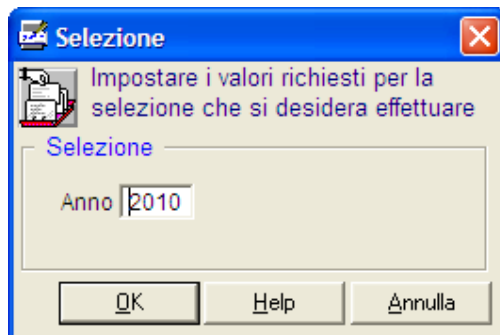 Selezione
Impostare i valori richiesti per la
selezione che si desidera effettuare
Selezione
Anno 2010
OK Help Annulla